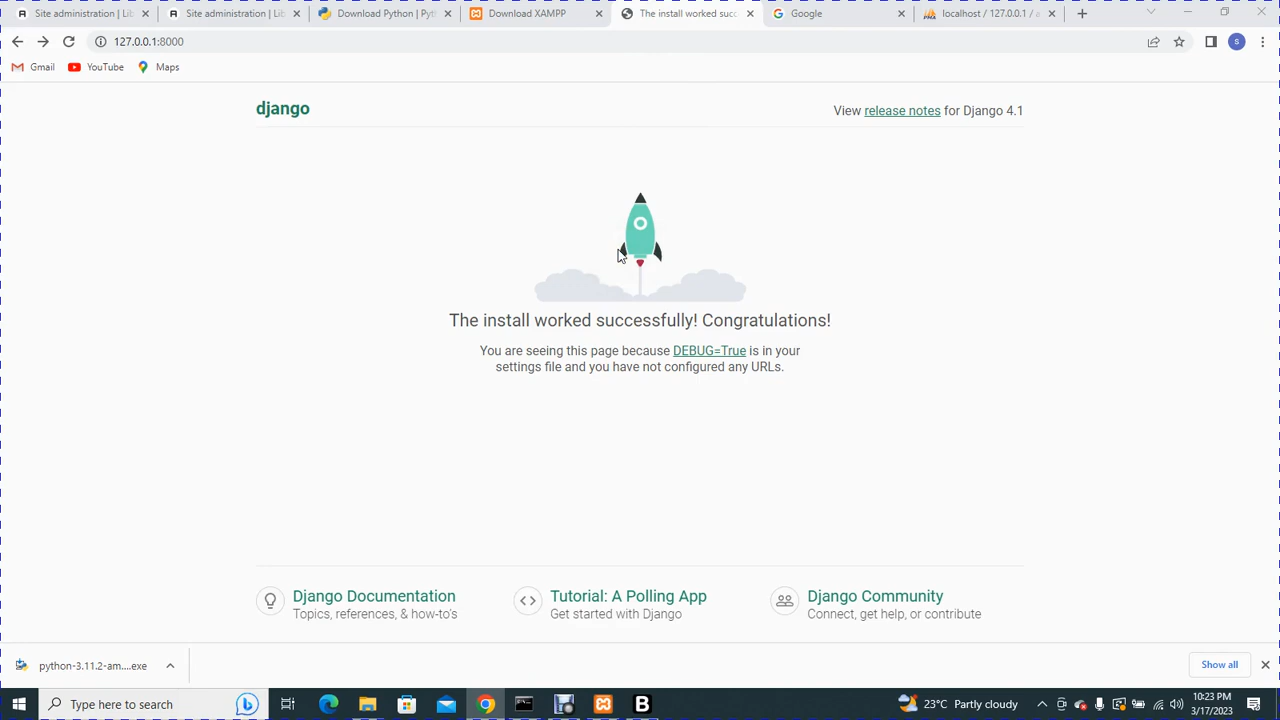 Site administration | Lib
Site administration | Lib
Download Python | Pyt
Download XAMPP
The install worked succ
Google
localhost / 127.0.0.1 / a
127.0.0.1:8000
S
Gmail
YouTube
Maps
django
View release notes for Django 4.1
The install worked successfully! Congratulations!
You are seeing this page because DEBUG=True is in your
settings file and you have not configured any URLs.
Django Documentation
Topics, references, & how-to's
Tutorial: A Polling App
Get started with Django
Django Community
Connect, get help, or contribute
python-3.11.2-am....exe
Show all
Type here to search
B
23°C Partly cloudy
10:23 PM
3/17/2023